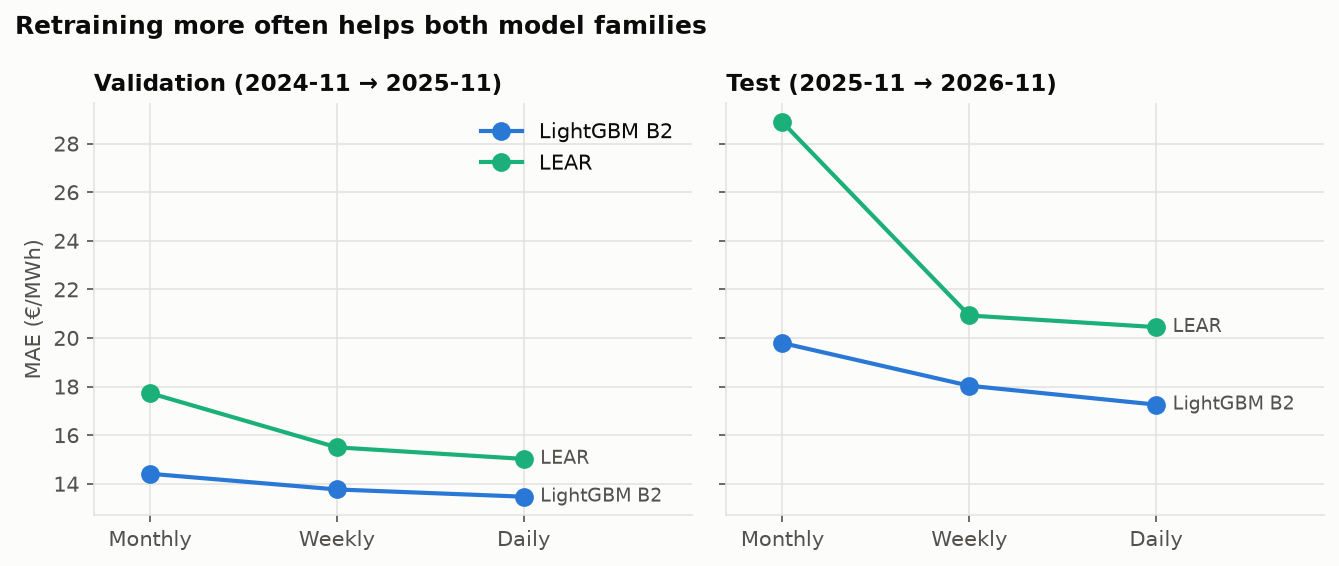 Retraining more often helps both model families
Validation (2024-11 → 2025-11)
LightGBM B2
LEAR
MAE (€/MWh)
28
26
24
22
20
18
16
14
LEAR
LightGBM B2
Monthly
Weekly
Daily
Test (2025-11 → 2026-11)
LEAR
LightGBM B2
Monthly
Weekly
Daily